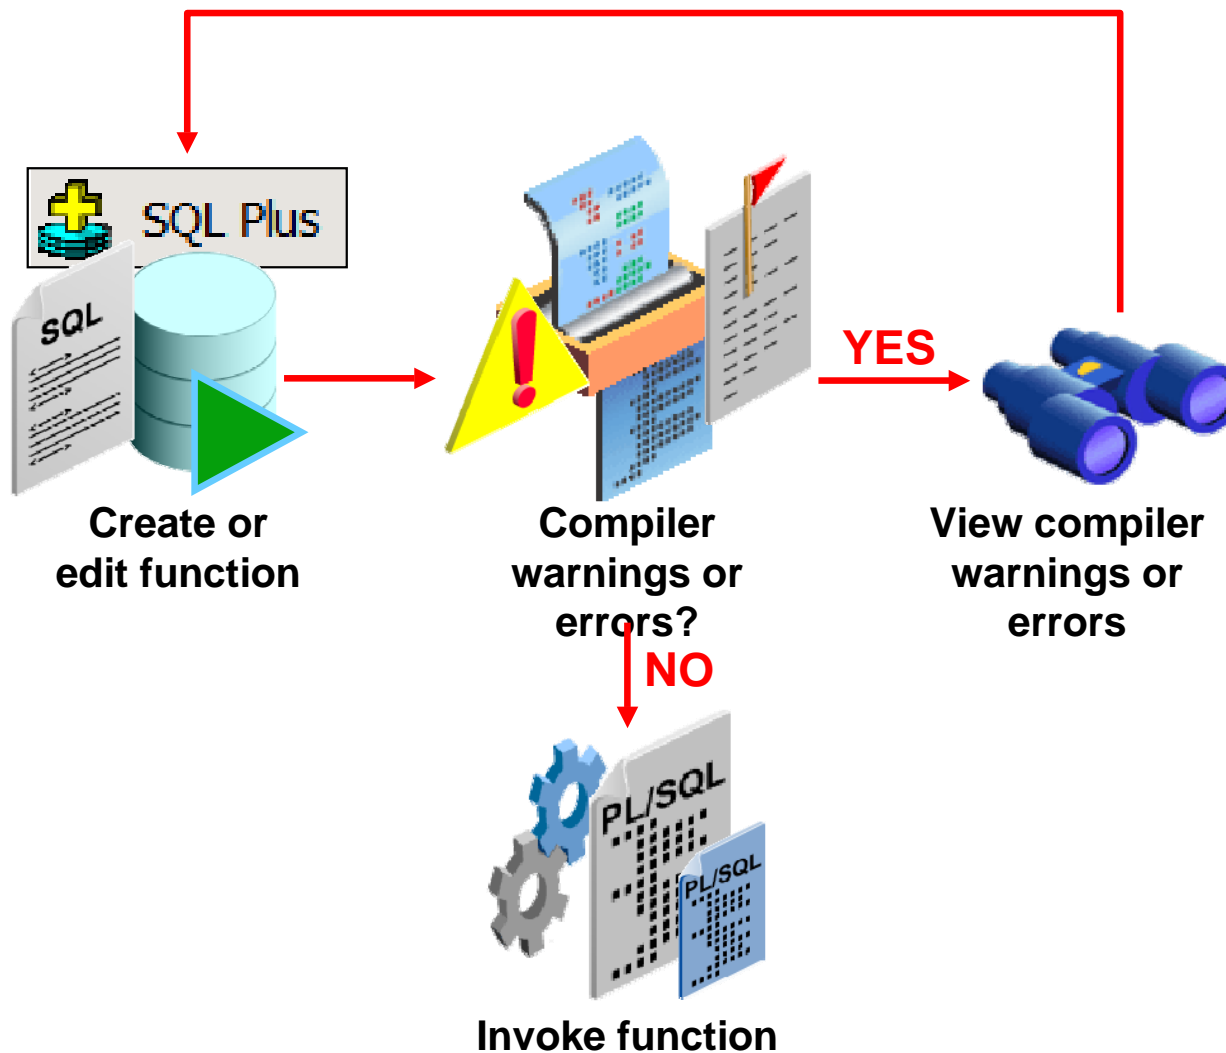 SQL Plus
SQL
YES
Create or
edit function
Compiler
warnings or
errors?
View compiler
warnings or
errors
NO
PL/SQL
PL/SQL
Invoke function